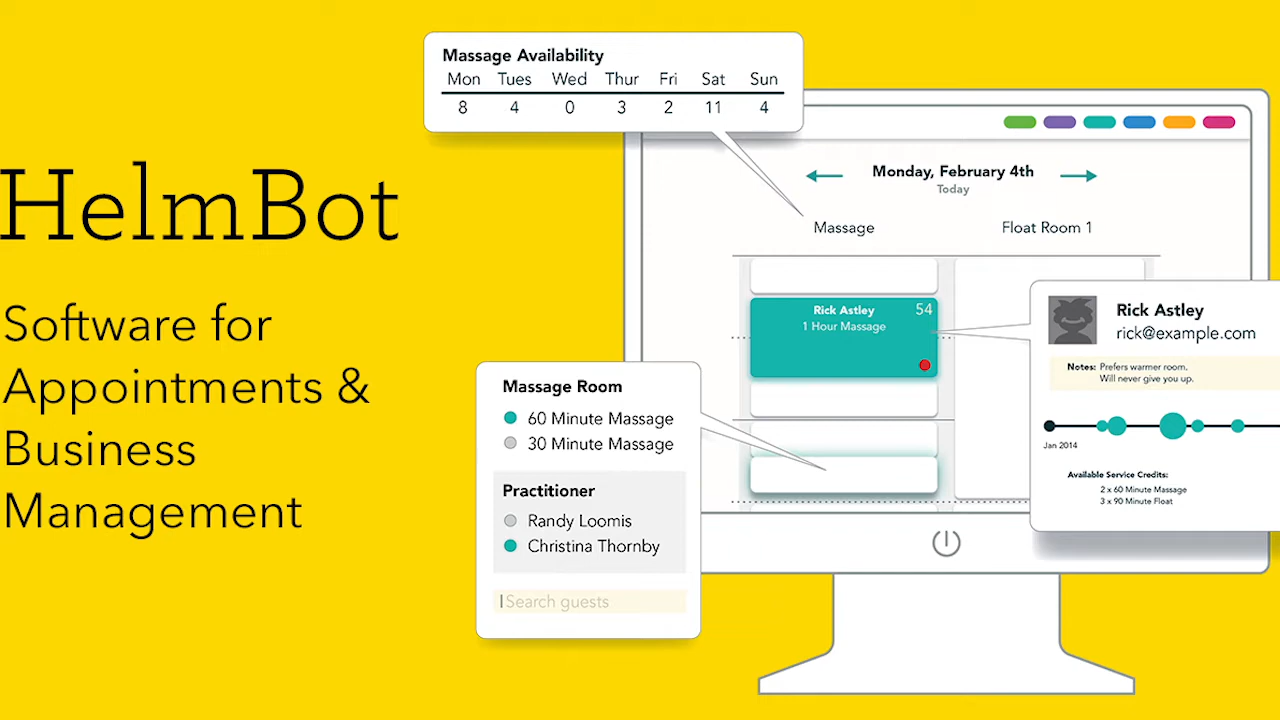 HelmBot
Software for
Appointments &
Business
Management
Massage Availability
Mon Tues Wed Thur Fri Sat Sun
8 4 0 3 2 11 4
Monday, February 4th
Today
Massage Float Room 1
Rick Astley 54
1 Hour Massage
Rick Astley
rick@example.com
Notes: Prefers warmer room.
Will never give you up.
Jan 2014
Available Service Credits:
2 x 60 Minute Massage
3 x 90 Minute Float
Massage Room
60 Minute Massage
30 Minute Massage
Practitioner
Randy Loomis
Christina Thornby
Search guests